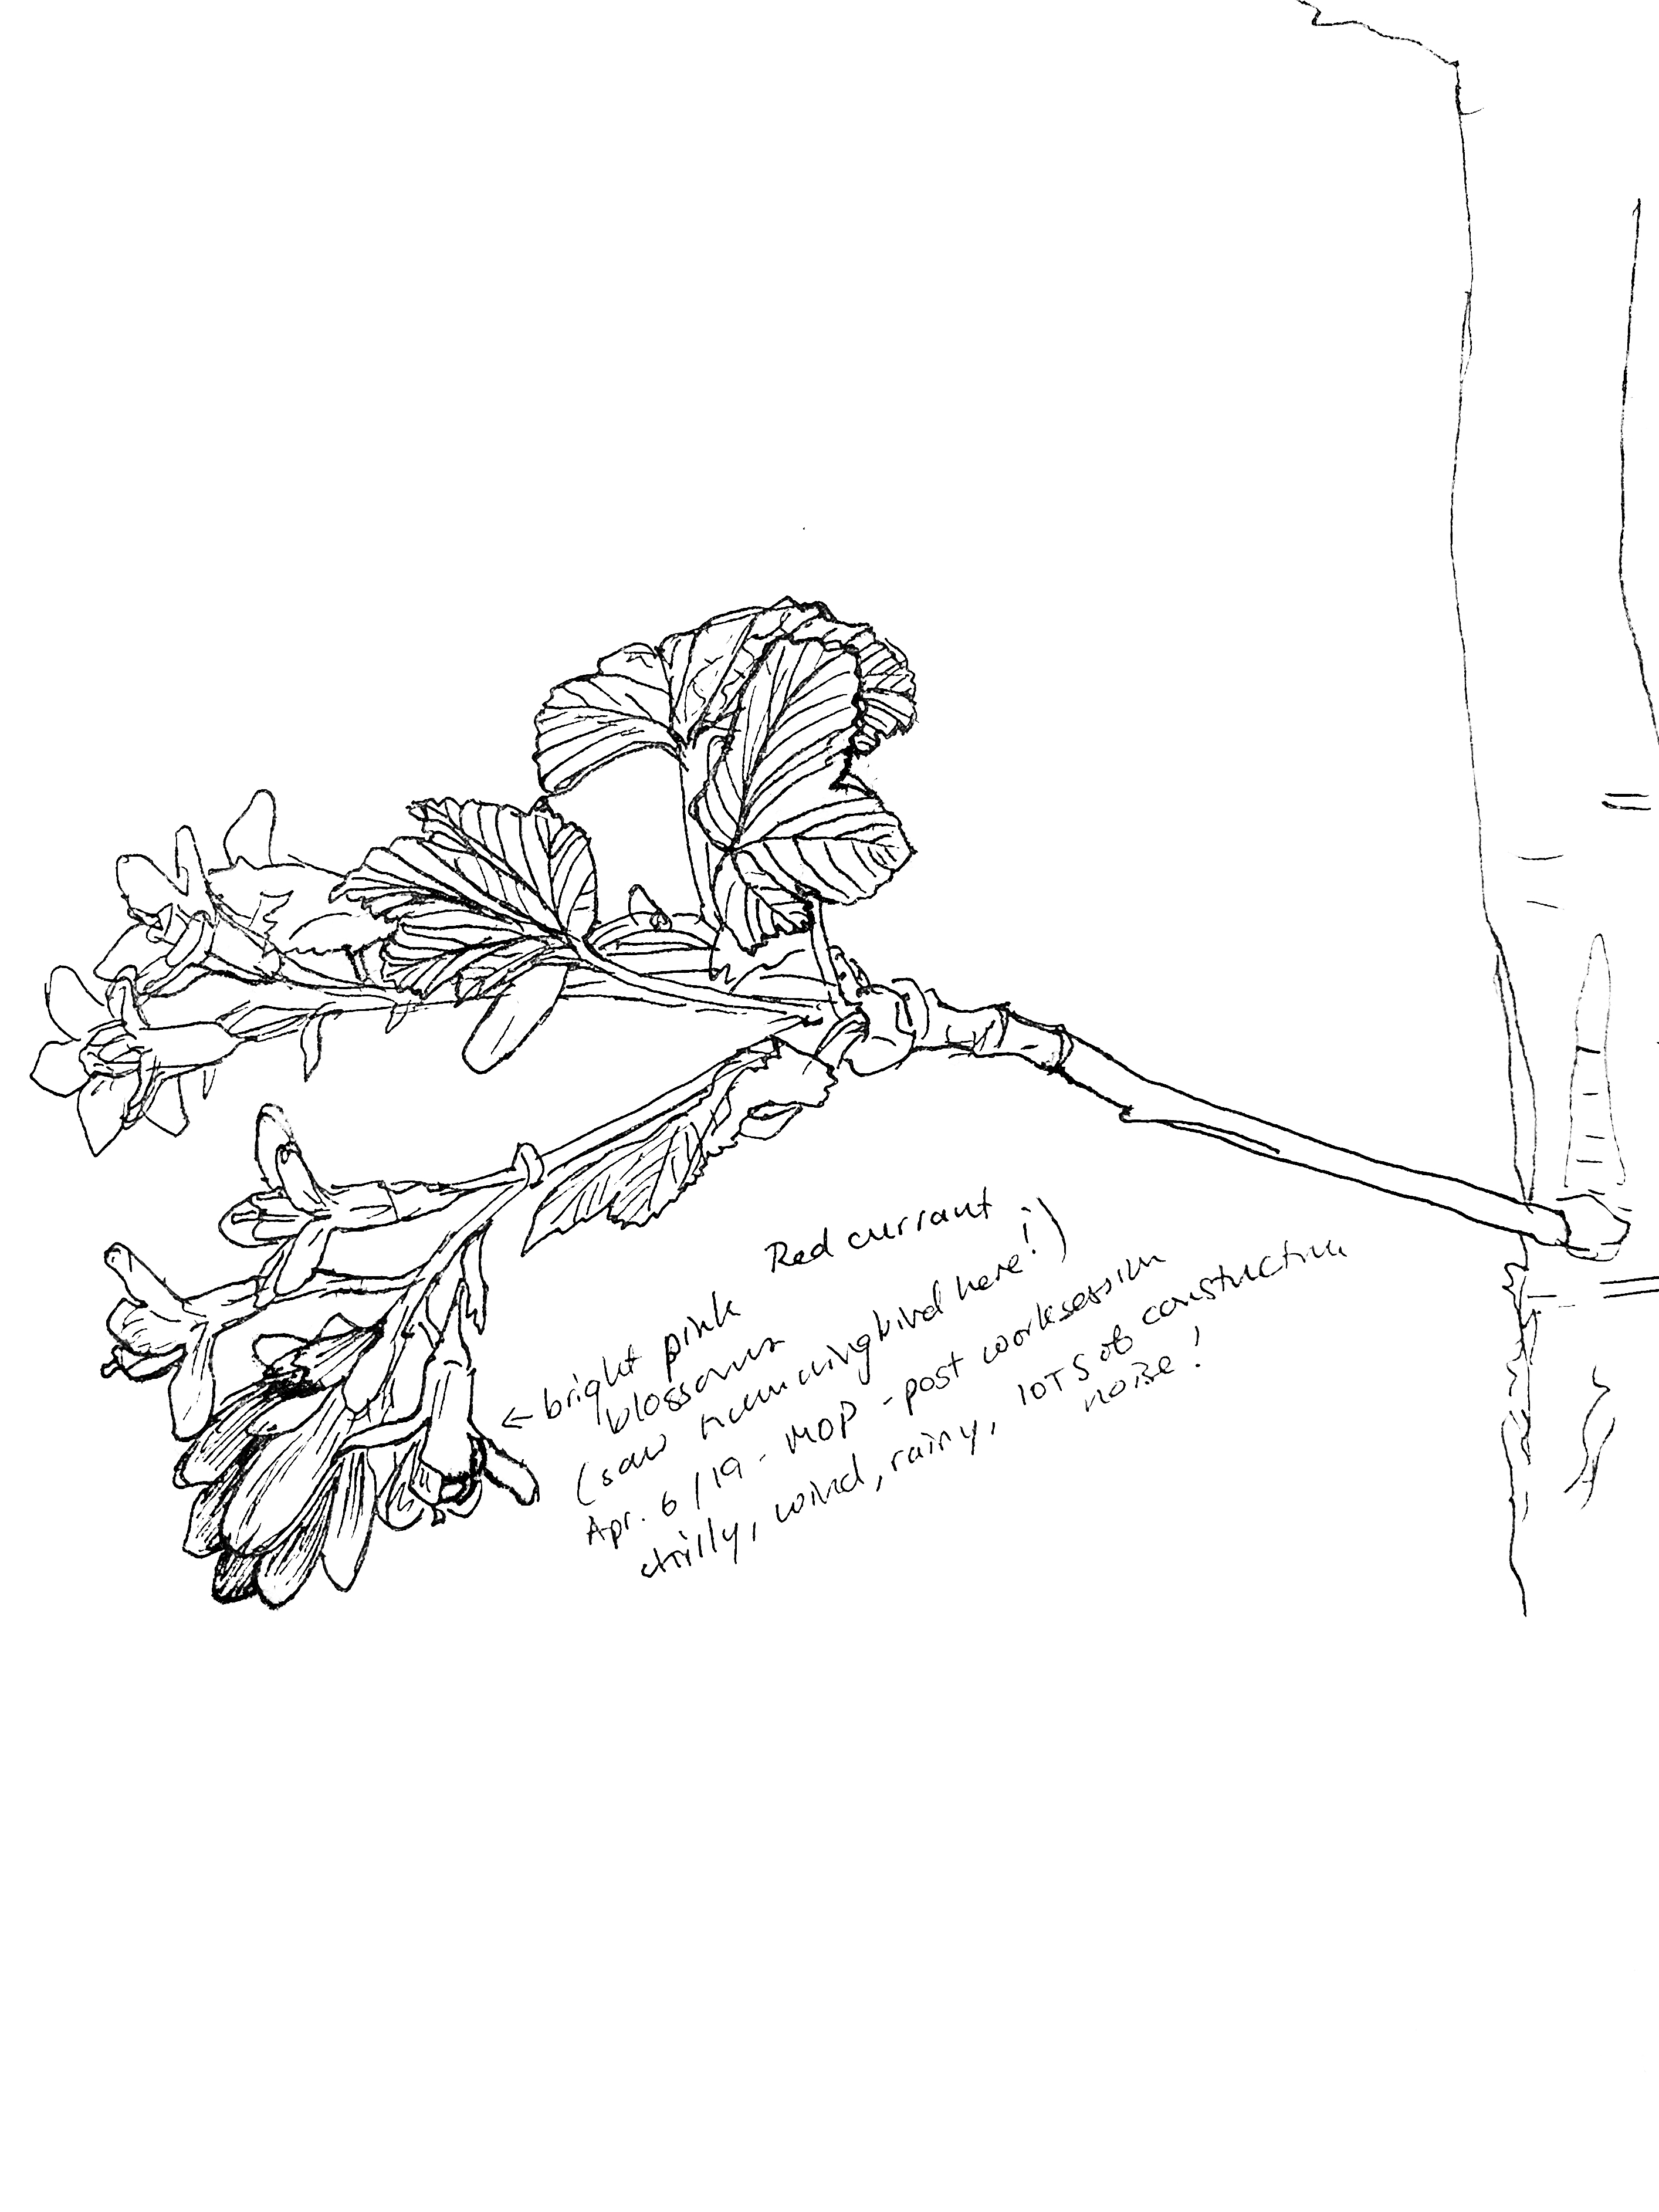 Red currant
← bright pink
blossoms
(saw hummingbird here!)
Apr. 6/19 - MOP - post worksession
chilly, wind, rainy, lOTS of construction
noise!